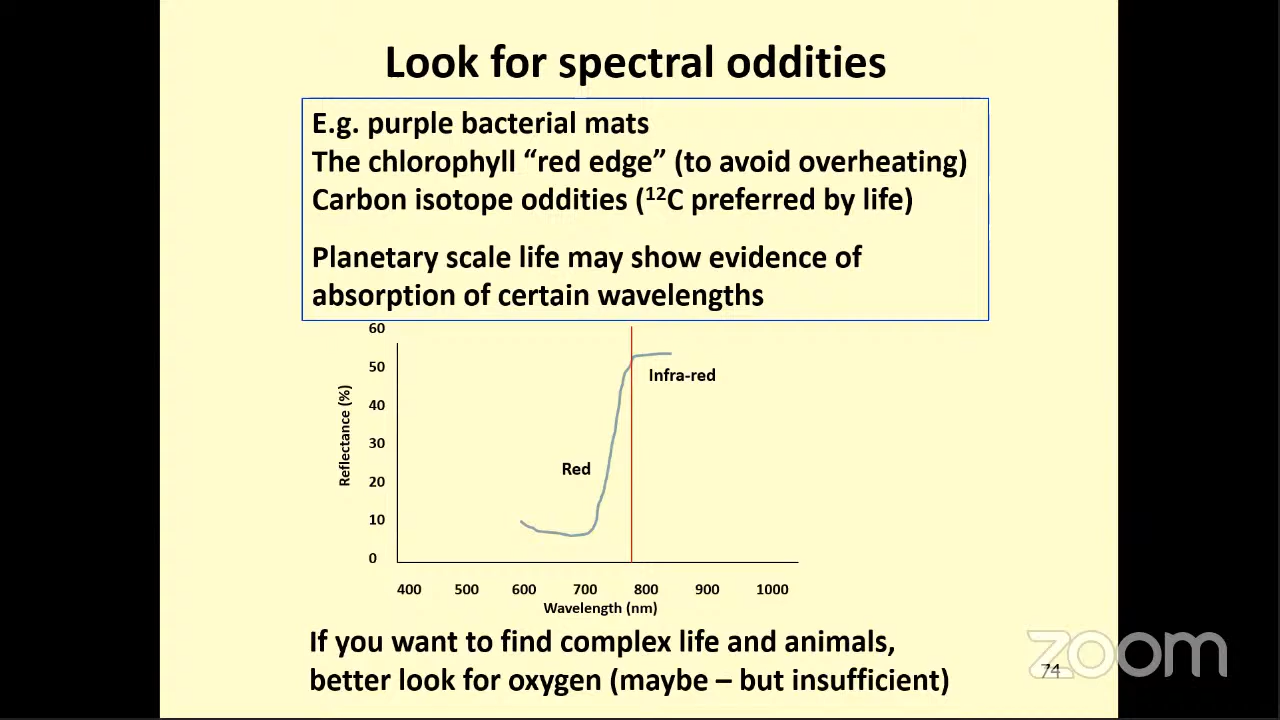 Look for spectral oddities
E.g. purple bacterial mats
The chlorophyll “red edge” (to avoid overheating)
Carbon isotope oddities (¹²C preferred by life)
Planetary scale life may show evidence of
absorption of certain wavelengths
60
50
40
30
20
10
0
Reflectance (%)
Infra-red
Red
400 500 600 700 800 900 1000
Wavelength (nm)
If you want to find complex life and animals,
better look for oxygen (maybe – but insufficient)
74
zoom